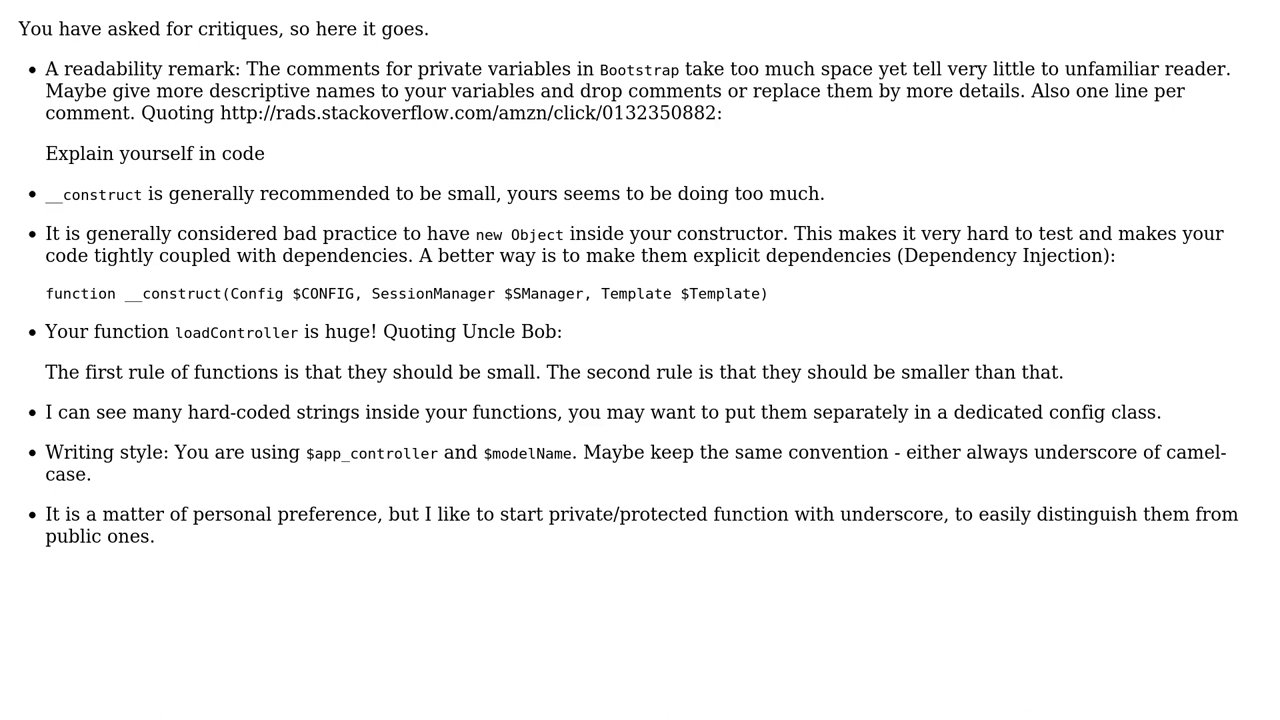 You have asked for critiques, so here it goes.
• A readability remark: The comments for private variables in Bootstrap take too much space yet tell very little to unfamiliar reader.
Maybe give more descriptive names to your variables and drop comments or replace them by more details. Also one line per
comment. Quoting http://rads.stackoverflow.com/amzn/click/0132350882:
Explain yourself in code
• __construct is generally recommended to be small, yours seems to be doing too much.
• It is generally considered bad practice to have new Object inside your constructor. This makes it very hard to test and makes your
code tightly coupled with dependencies. A better way is to make them explicit dependencies (Dependency Injection):
function __construct(Config $CONFIG, SessionManager $SManager, Template $Template)
• Your function loadController is huge! Quoting Uncle Bob:
The first rule of functions is that they should be small. The second rule is that they should be smaller than that.
• I can see many hard-coded strings inside your functions, you may want to put them separately in a dedicated config class.
• Writing style: You are using $app_controller and $modelName. Maybe keep the same convention - either always underscore of camel-
case.
• It is a matter of personal preference, but I like to start private/protected function with underscore, to easily distinguish them from
public ones.